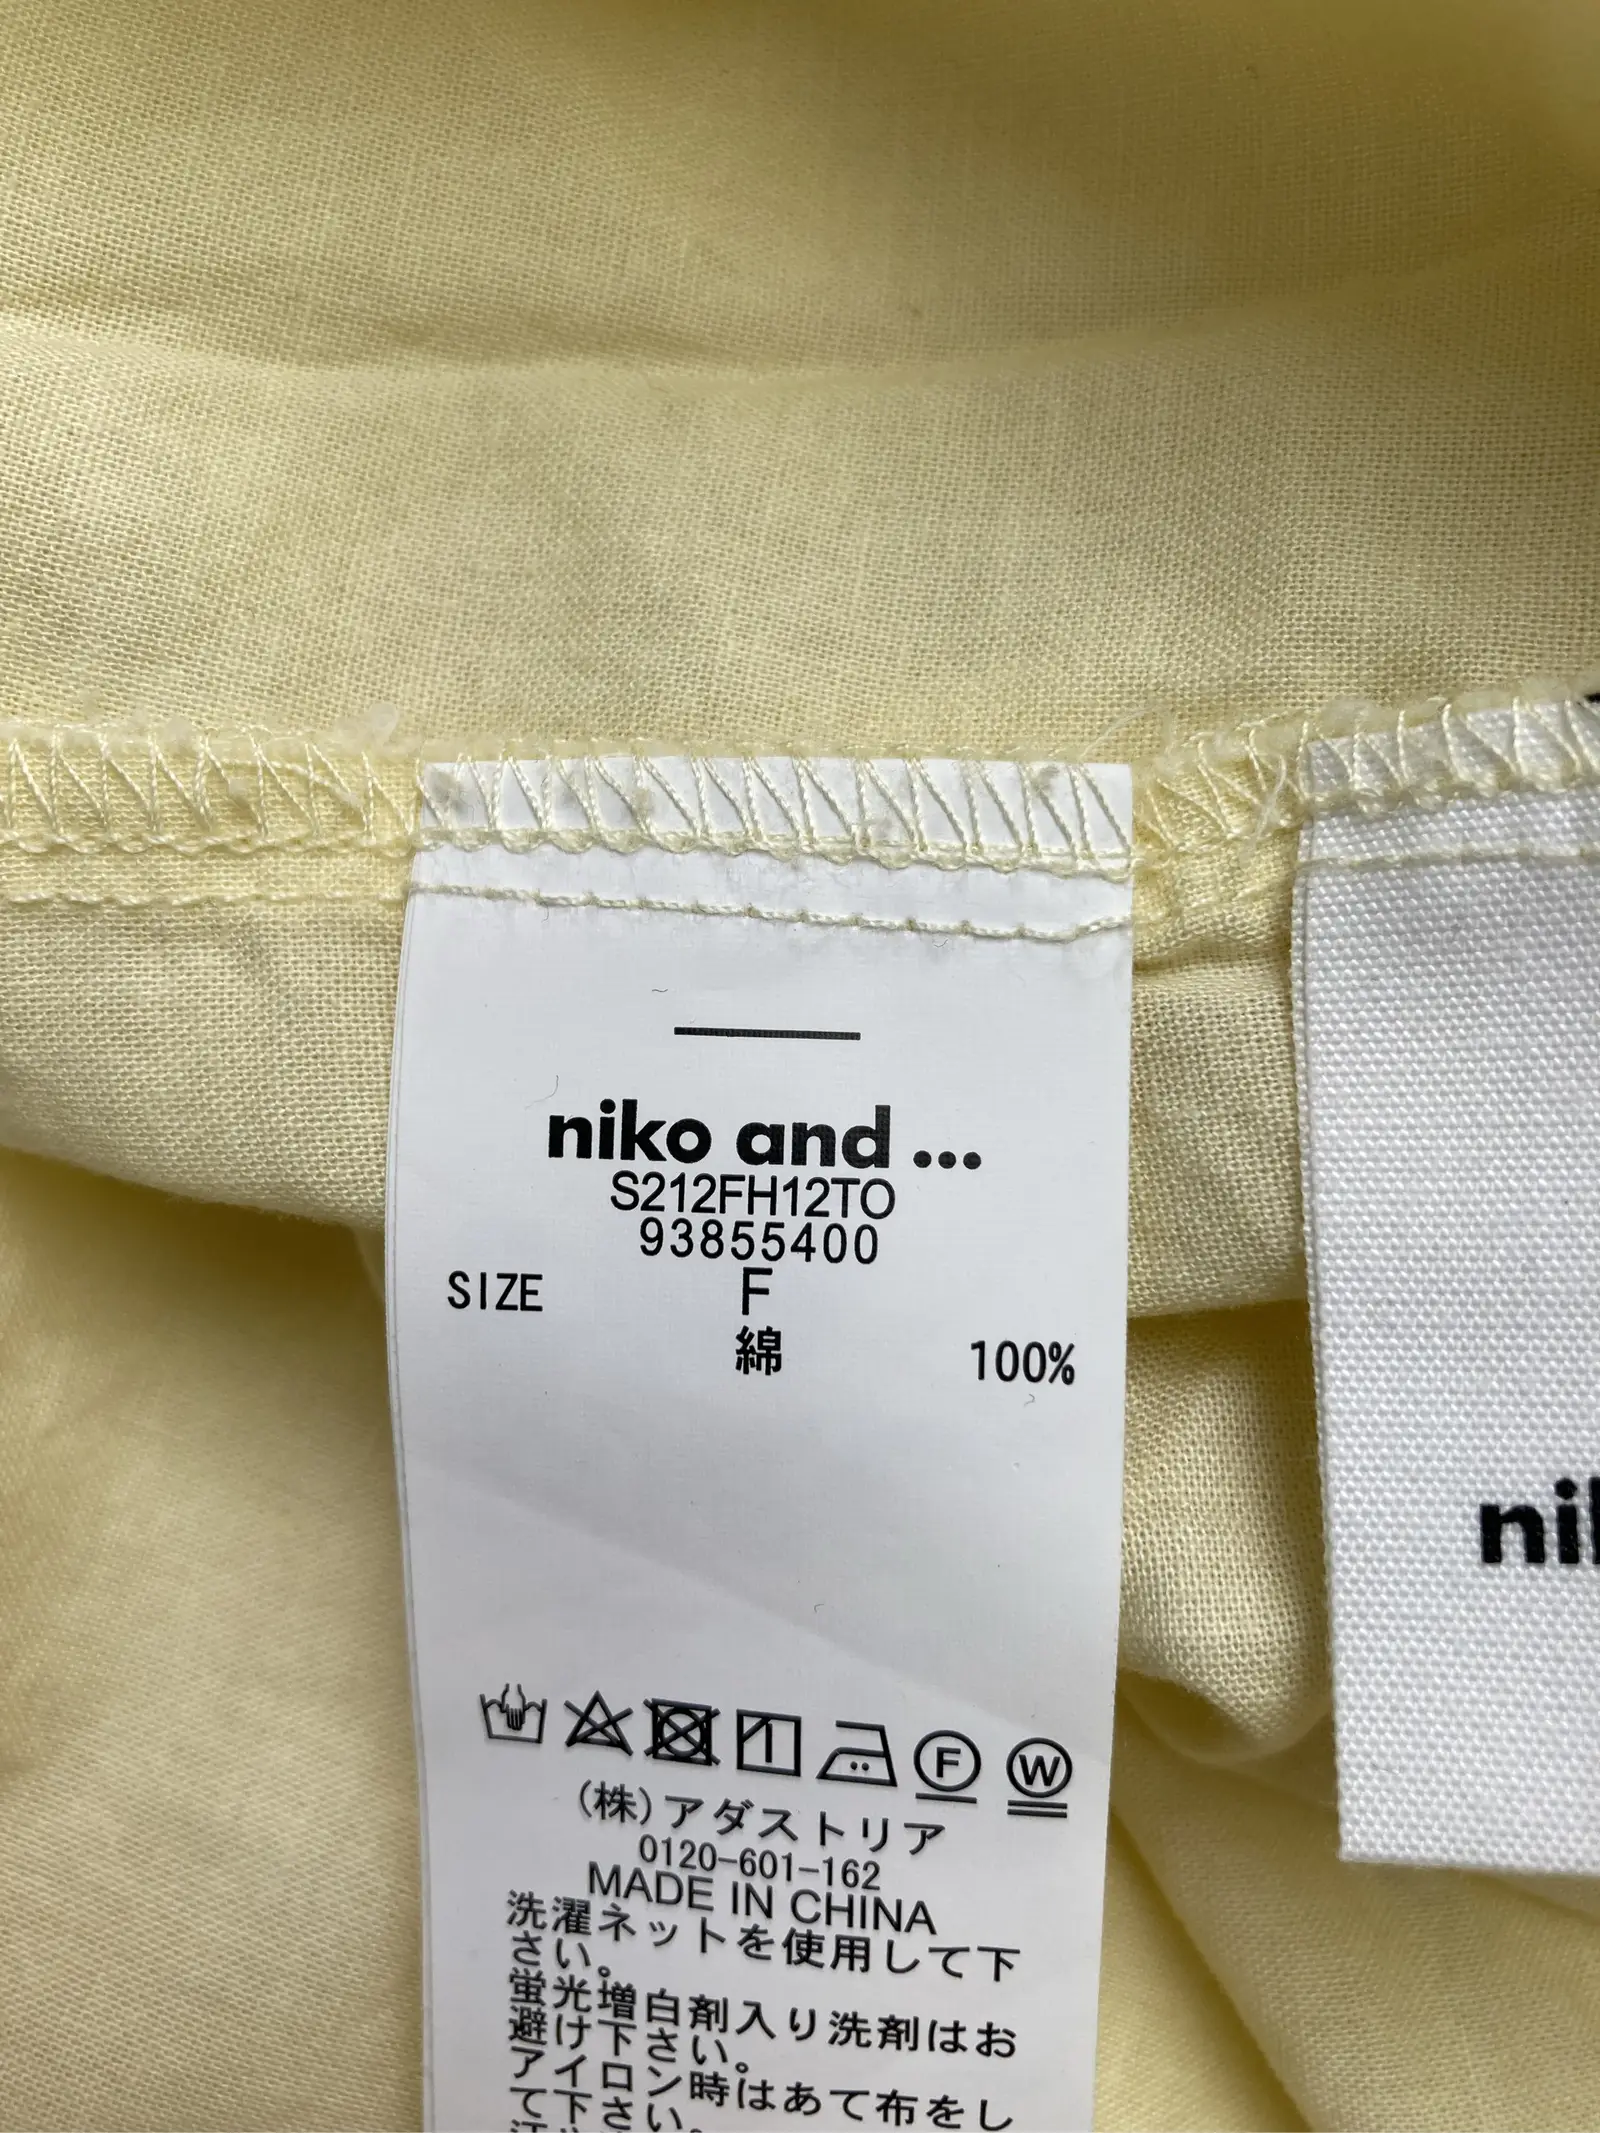 niko and ...
S212FH12TO
93855400
SIZE F
綿 100%
F W
(株)アダストリア
0120-601-162
MADE IN CHINA
洗濯ネットを使用して下
さい。
蛍光増白剤入り洗剤はお
避け下さい。
アイロン時はあて布をし
て下さい。
ni